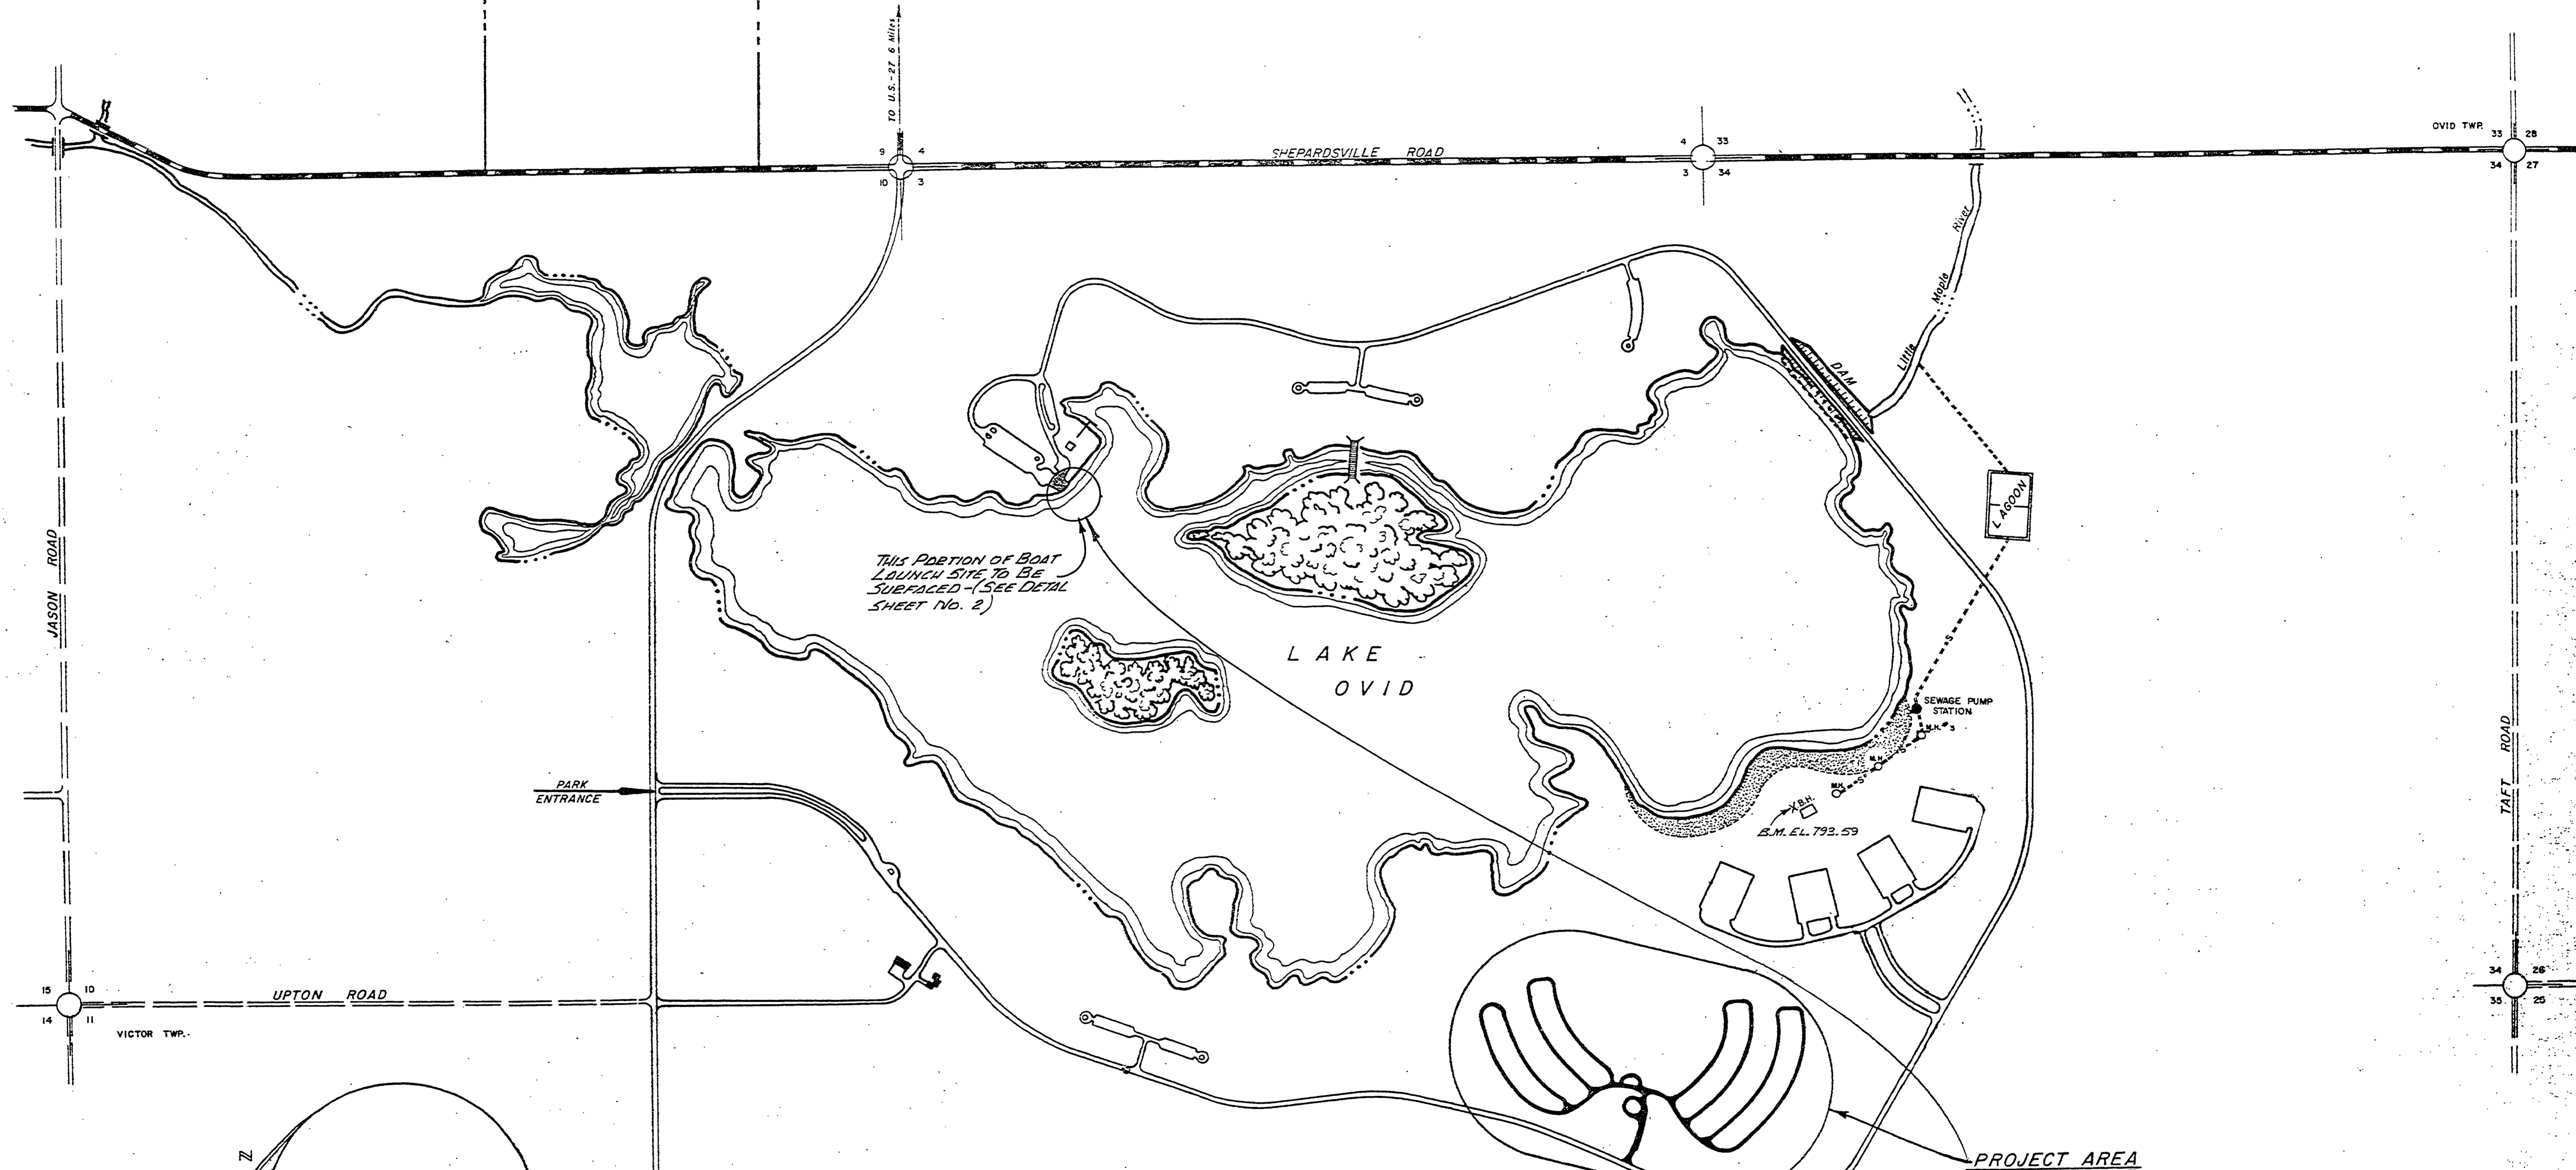 TO U.S.-27 6 Miles
SHEPARDSVILLE ROAD
OVID TWP.
9 4
10 3
4 33
3 34
33 28
34 27
Little Maple River
DAM
LAGOON
JASON ROAD
THIS PORTION OF BOAT
LAUNCH SITE TO BE
SURFACED-(SEE DETAL
SHEET NO. 2)
LAKE
OVID
S
SEWAGE PUMP
STATION
M.H.#3
S
M.H.
S
M.H.
B.H.
B.M. EL. 793.59
TAFT ROAD
PARK
ENTRANCE
15 10
14 11
UPTON ROAD
VICTOR TWP.
34 26
35 25
N
PROJECT AREA